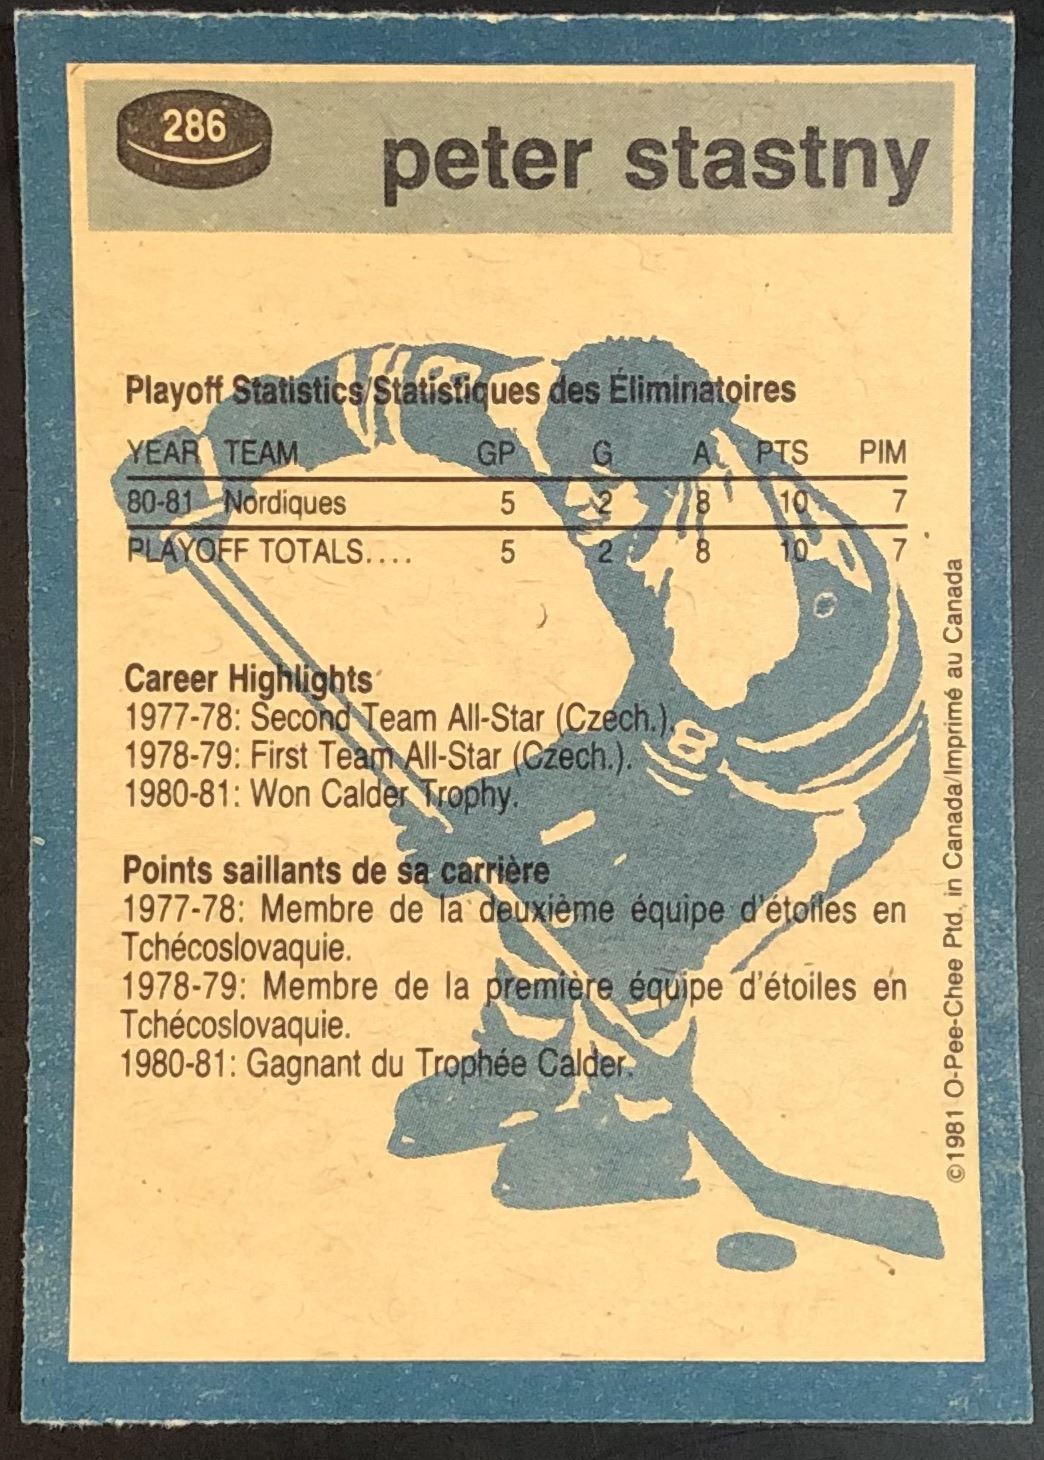 286
peter stastny
Playoff Statistics/Statistiques des Éliminatoires
YEAR TEAM GP G A PTS PIM
80-81 Nordiques 5 2 8 10 7
PLAYOFF TOTALS.... 5 2 8 10 7
Career Highlights
1977-78: Second Team All-Star (Czech.).
1978-79: First Team All-Star (Czech.).
1980-81: Won Calder Trophy.
Points saillants de sa carrière
1977-78: Membre de la deuxième équipe d'étoiles en
Tchécoslovaquie.
1978-79: Membre de la première équipe d'étoiles en
Tchécoslovaquie.
1980-81: Gagnant du Trophée Calder.
©1981 O-Pee-Chee Ptd. in Canada/Imprimé au Canada